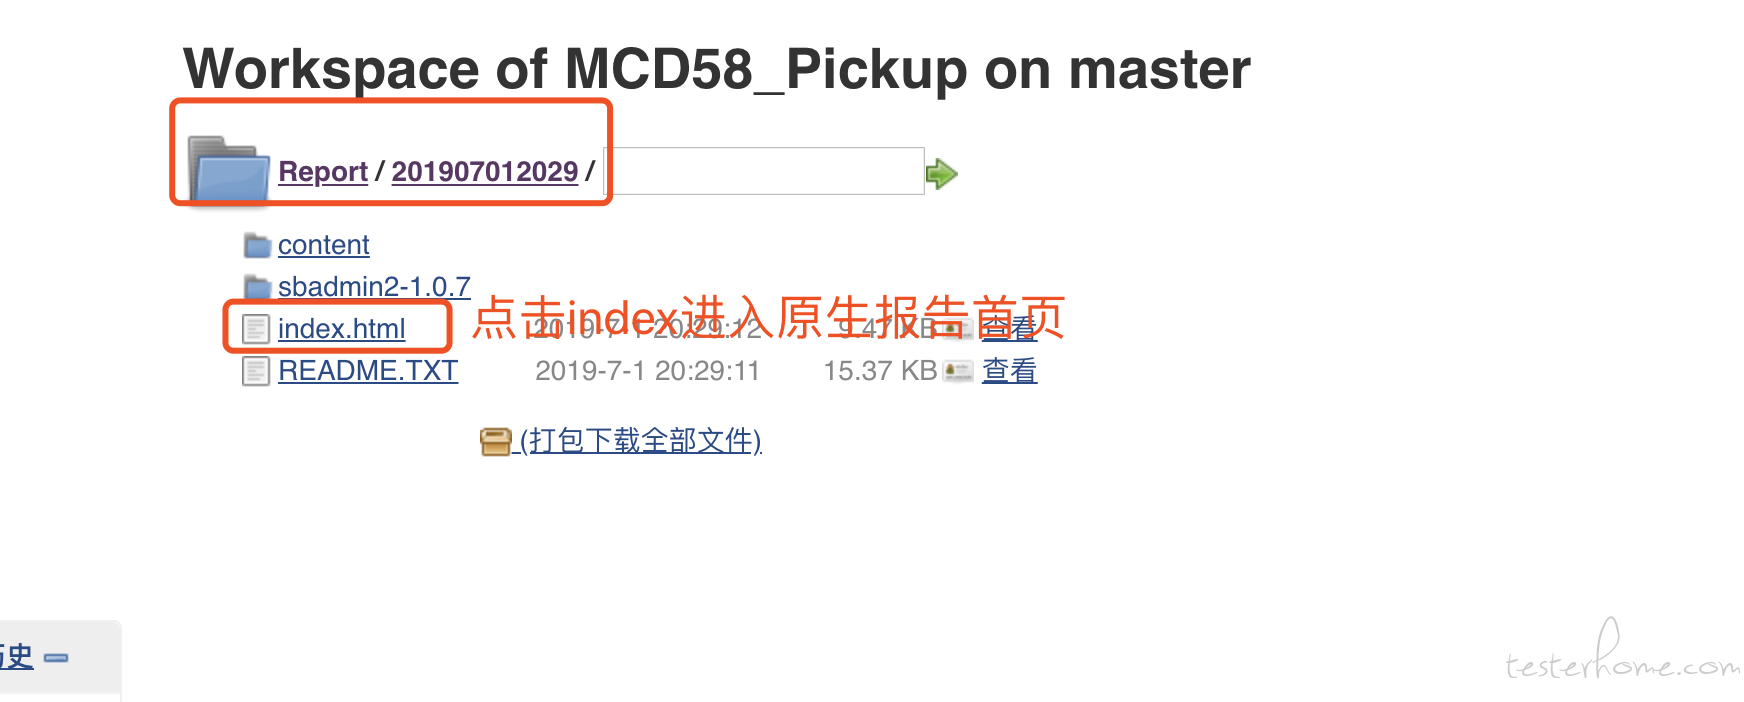 Workspace of MCD58_Pickup on master
Report / 201907012029 /
content
sbadmin2-1.0.7
index.html 2019-7-1 20:29:12 9.47 KB 查看
点击index进入原生报告首页
README.TXT 2019-7-1 20:29:11 15.37 KB 查看
(打包下载全部文件)
历史
testerhome.com